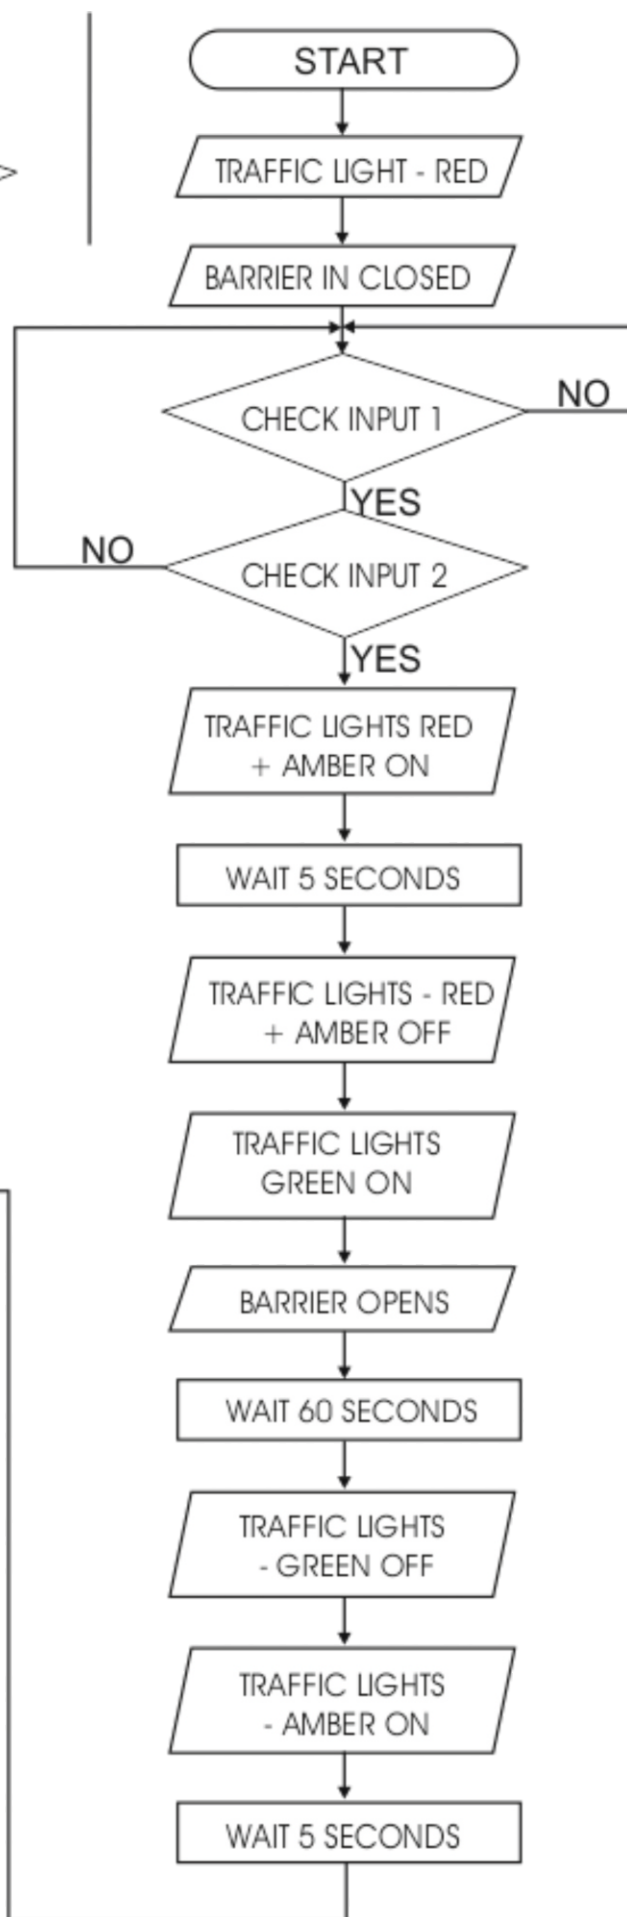 START
TRAFFIC LIGHT - RED
BARRIER IN CLOSED
CHECK INPUT 1
NO
YES
NO
CHECK INPUT 2
YES
TRAFFIC LIGHTS RED
+ AMBER ON
WAIT 5 SECONDS
TRAFFIC LIGHTS - RED
+ AMBER OFF
TRAFFIC LIGHTS
GREEN ON
BARRIER OPENS
WAIT 60 SECONDS
TRAFFIC LIGHTS
- GREEN OFF
TRAFFIC LIGHTS
- AMBER ON
WAIT 5 SECONDS